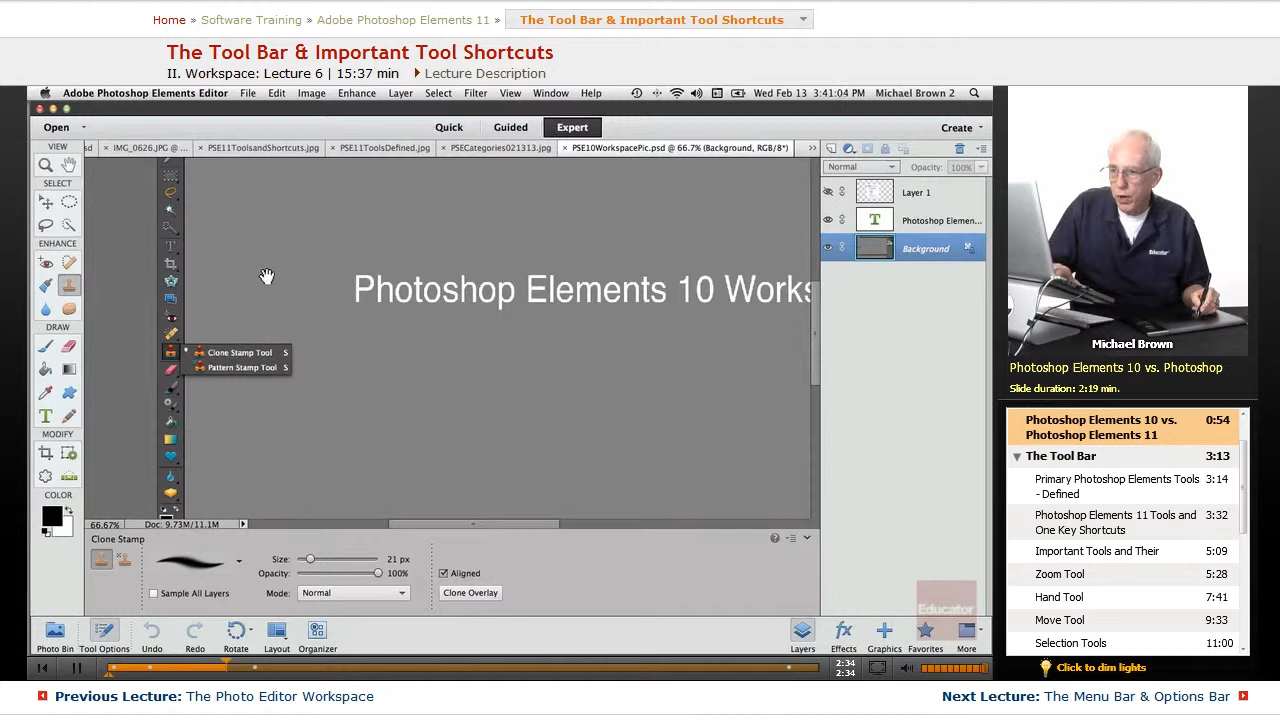 Home » Software Training » Adobe Photoshop Elements 11 » The Tool Bar & Important Tool Shortcuts
The Tool Bar & Important Tool Shortcuts
II. Workspace: Lecture 6 | 15:37 min Lecture Description
Adobe Photoshop Elements Editor File Edit Image Enhance Layer Select Filter View Window Help Wed Feb 13 3:41:04 PM Michael Brown 2
Open Quick Guided Expert Create
VIEW sd × IMG_0626.JPG @ ... × PSE11ToolsandShortcuts.jpg × PSE11ToolsDefined.jpg × PSECategories021313.jpg × PSE10WorkspacePic.psd @ 66.7% (Background, RGB/8*)
Normal Opacity: 100%
SELECT
Layer 1
Photoshop Elemen...
ENHANCE
Background
Photoshop Elements 10 Works
DRAW
Clone Stamp Tool S
Pattern Stamp Tool S
MODIFY
COLOR
66.67% Doc: 9.73M/11.1M
Clone Stamp
Size: 21 px
Opacity: 100% Aligned
Sample All Layers Mode: Normal Clone Overlay
Educator
Photo Bin Tool Options Undo Redo Rotate Layout Organizer Layers Effects Graphics Favorites More
2:34
2:34
Educator
Michael Brown
Photoshop Elements 10 vs. Photoshop
Slide duration: 2:19 min.
Photoshop Elements 10 vs. 0:54
Photoshop Elements 11
The Tool Bar 3:13
Primary Photoshop Elements Tools 3:14
- Defined
Photoshop Elements 11 Tools and 3:32
One Key Shortcuts
Important Tools and Their 5:09
Zoom Tool 5:28
Hand Tool 7:41
Move Tool 9:33
Selection Tools 11:00
Click to dim lights
Previous Lecture: The Photo Editor Workspace
Next Lecture: The Menu Bar & Options Bar